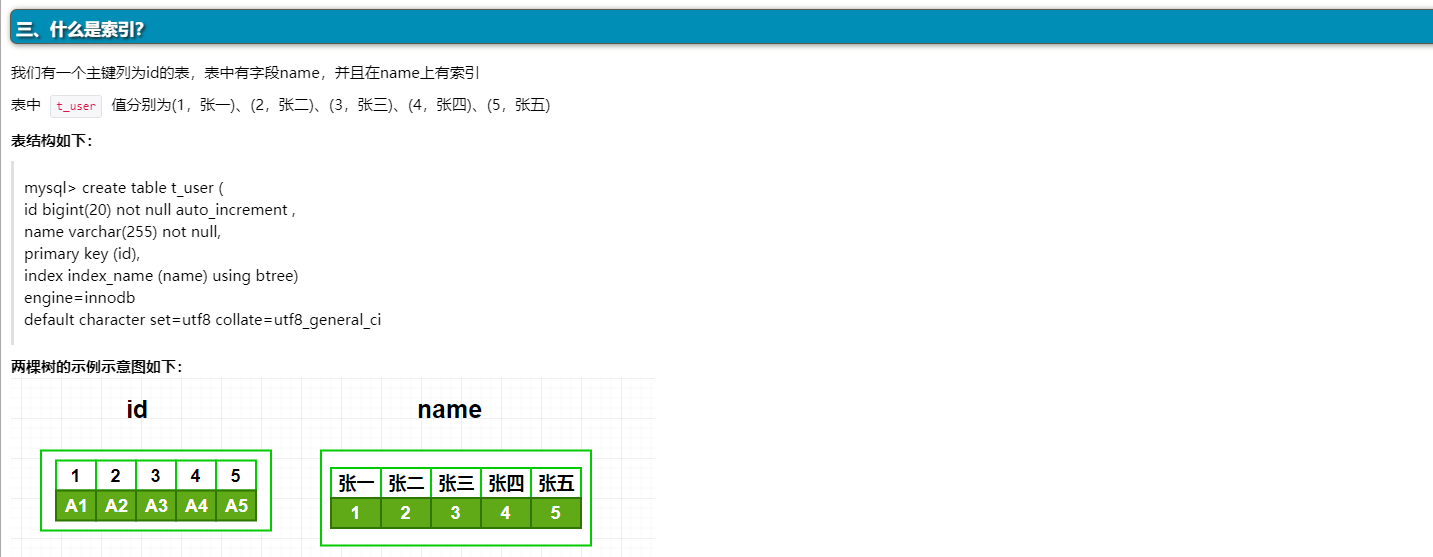 三、什么是索引?
我们有一个主键列为id的表，表中有字段name，并且在name上有索引
表中 t_user 值分别为(1，张一)、(2，张二)、(3，张三)、(4，张四)、(5，张五)
表结构如下：
mysql> create table t_user (
id bigint(20) not null auto_increment ,
name varchar(255) not null,
primary key (id),
index index_name (name) using btree)
engine=innodb
default character set=utf8 collate=utf8_general_ci
两棵树的示例示意图如下：
id
1 2 3 4 5
A1 A2 A3 A4 A5
name
张一 张二 张三 张四 张五
1 2 3 4 5